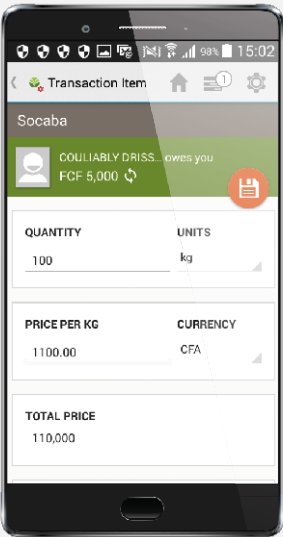 98% 15:02
Transaction Item
1
Socaba
COULIABLY DRISS... owes you
FCF 5,000
QUANTITY UNITS
100 kg
PRICE PER KG CURRENCY
1100.00 CFA
TOTAL PRICE
110,000